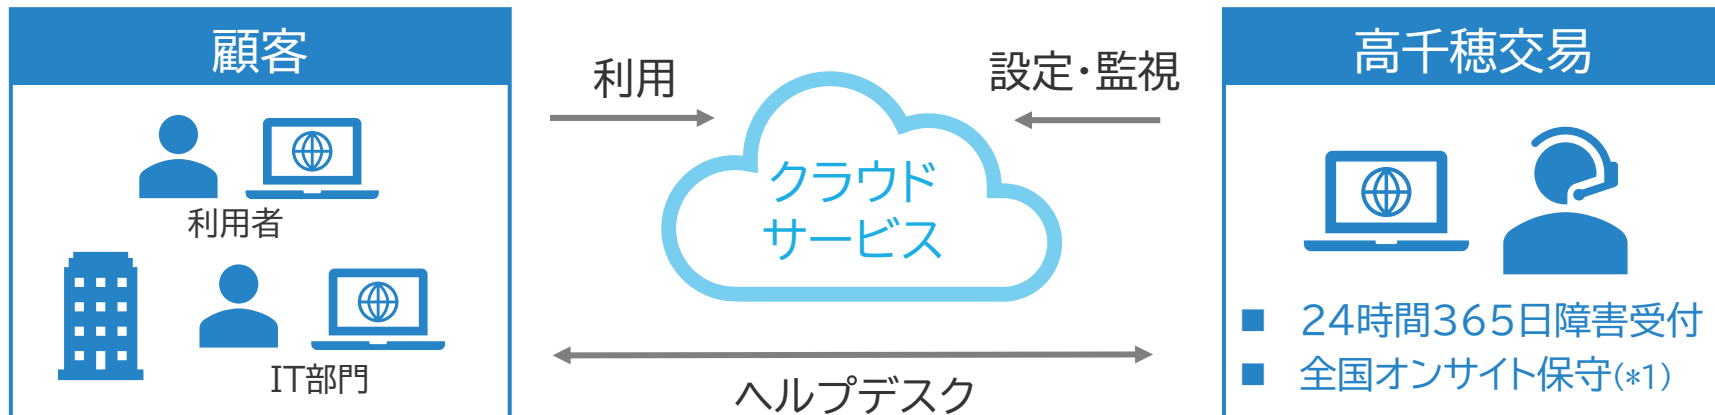 顧客
利用者
IT部門
利用
設定・監視
クラウド
サービス
ヘルプデスク
高千穂交易
■ 24時間365日障害受付
■ 全国オンサイト保守(*1)